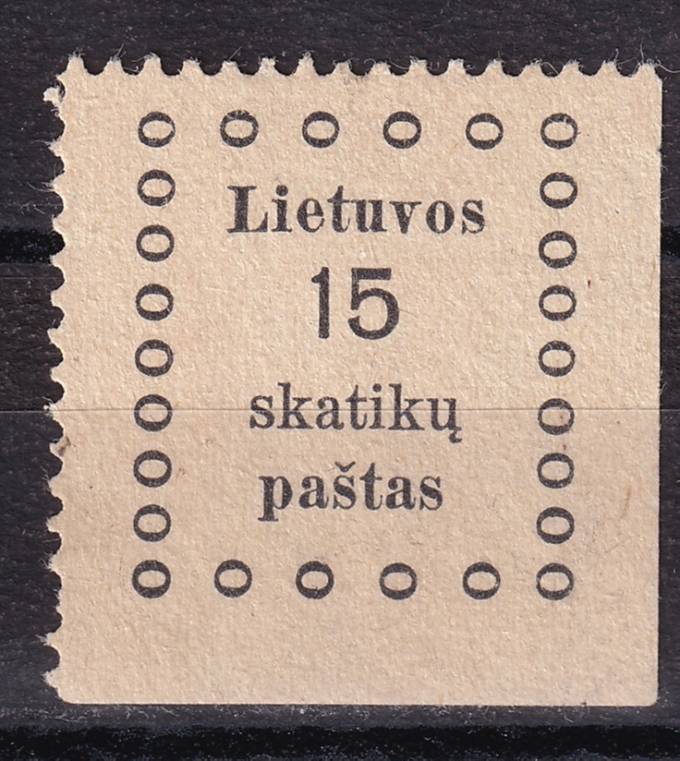 Lietuvos
15
skatikų
paštas